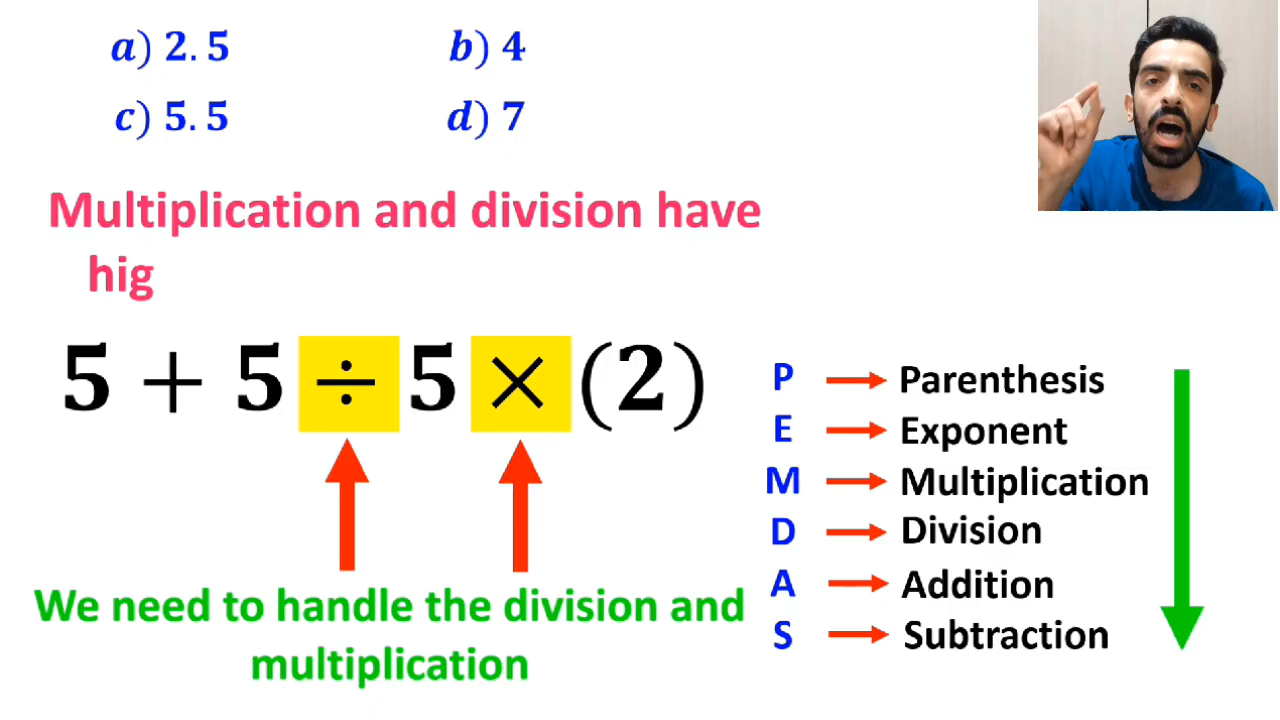 a) 2.5 b) 4
c) 5.5 d) 7
Multiplication and division have
hig
5 + 5 ÷ 5 × (2)
P → Parenthesis
E → Exponent
M → Multiplication
D → Division
A → Addition
S → Subtraction
We need to handle the division and
multiplication